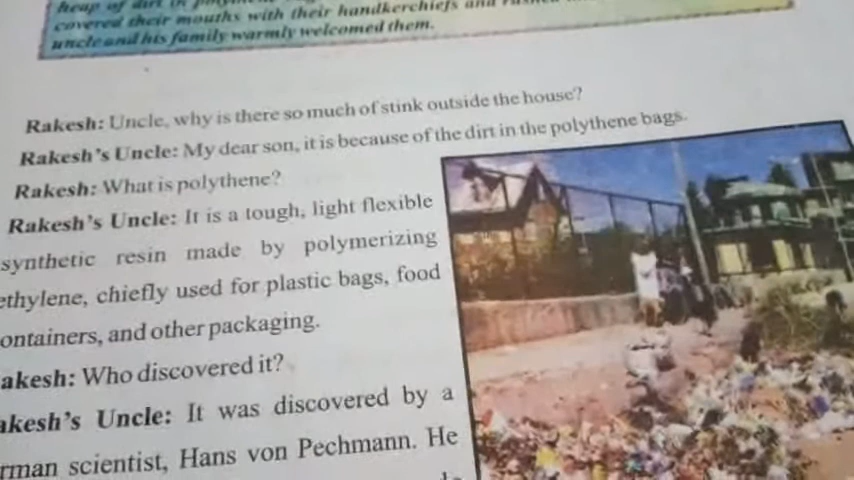 heap of dirt in
covered their mouths with their handkerchiefs and
uncle and his family warmly welcomed them.
Rakesh: Uncle, why is there so much of stink outside the house?
Rakesh's Uncle: My dear son, it is because of the dirt in the polythene bags.
Rakesh: What is polythene?
Rakesh's Uncle: It is a tough, light flexible
synthetic resin made by polymerizing
ethylene, chiefly used for plastic bags, food
ontainers, and other packaging.
akesh: Who discovered it?
akesh's Uncle: It was discovered by a
rman scientist, Hans von Pechmann. He